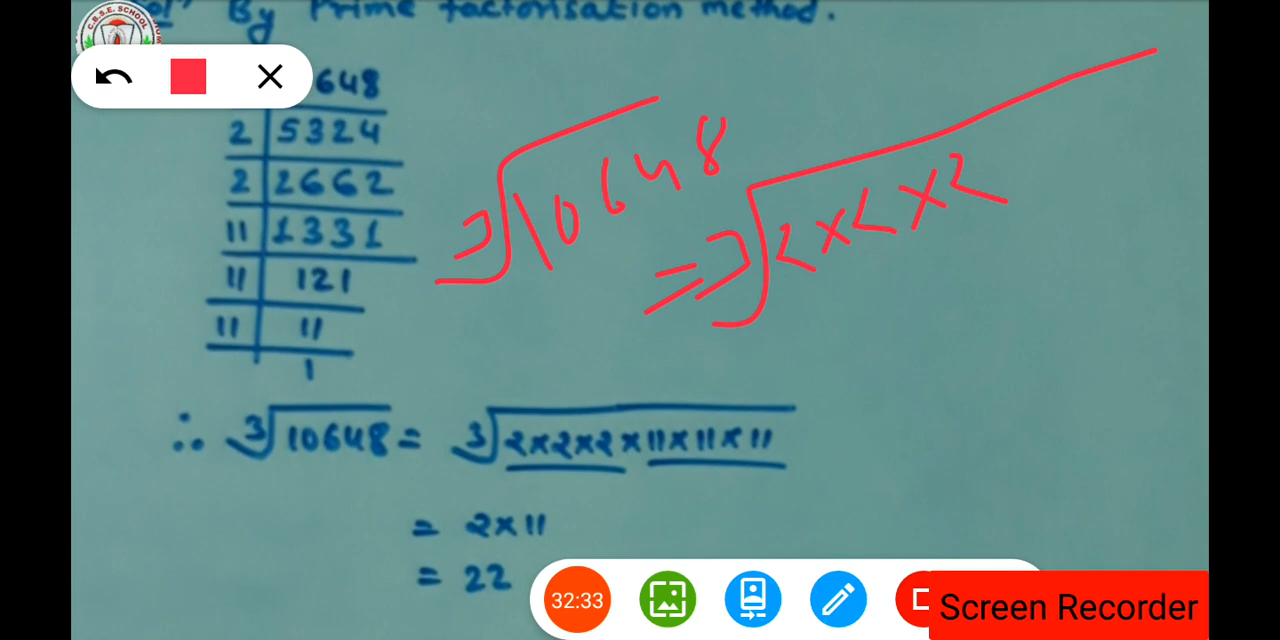 By Prime factorisation method.
C.B.S.E. SCHOOL
648
2 | 5324
2 | 2662
11 | 1331
11 | 121
11 | 11
1
∛10648
= ∛2×2×2
∴ ∛10648 = ∛2×2×2×11×11×11
= 2×11
= 22
32:33
Screen Recorder